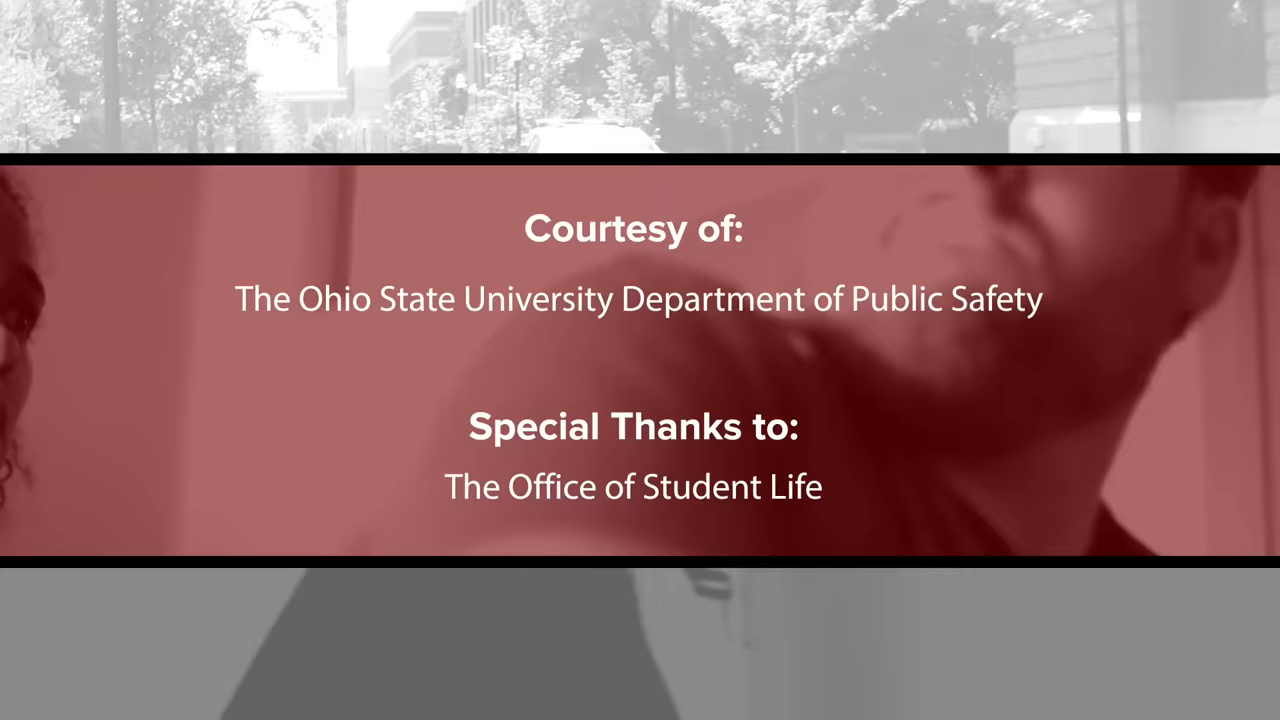 Courtesy of:
The Ohio State University Department of Public Safety
Special Thanks to:
The Office of Student Life